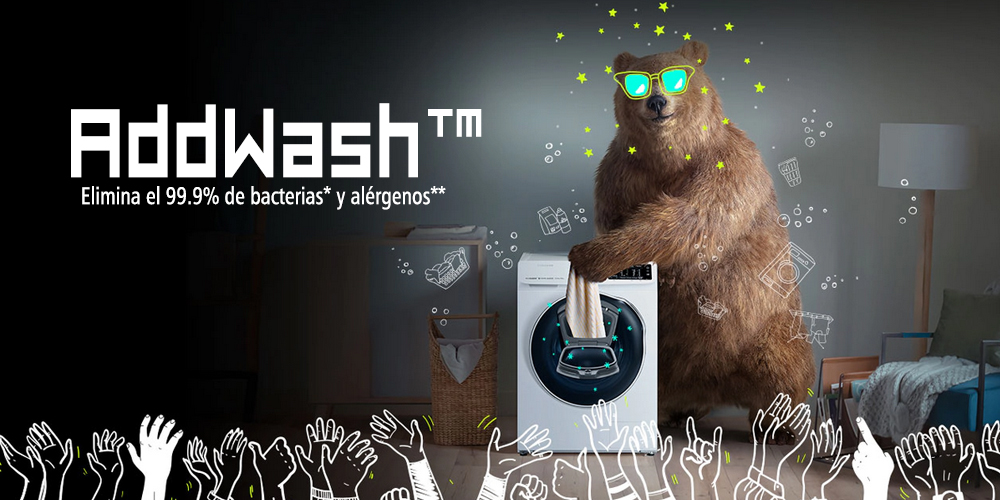 AddWash™
Elimina el 99.9% de bacterias* y alérgenos**